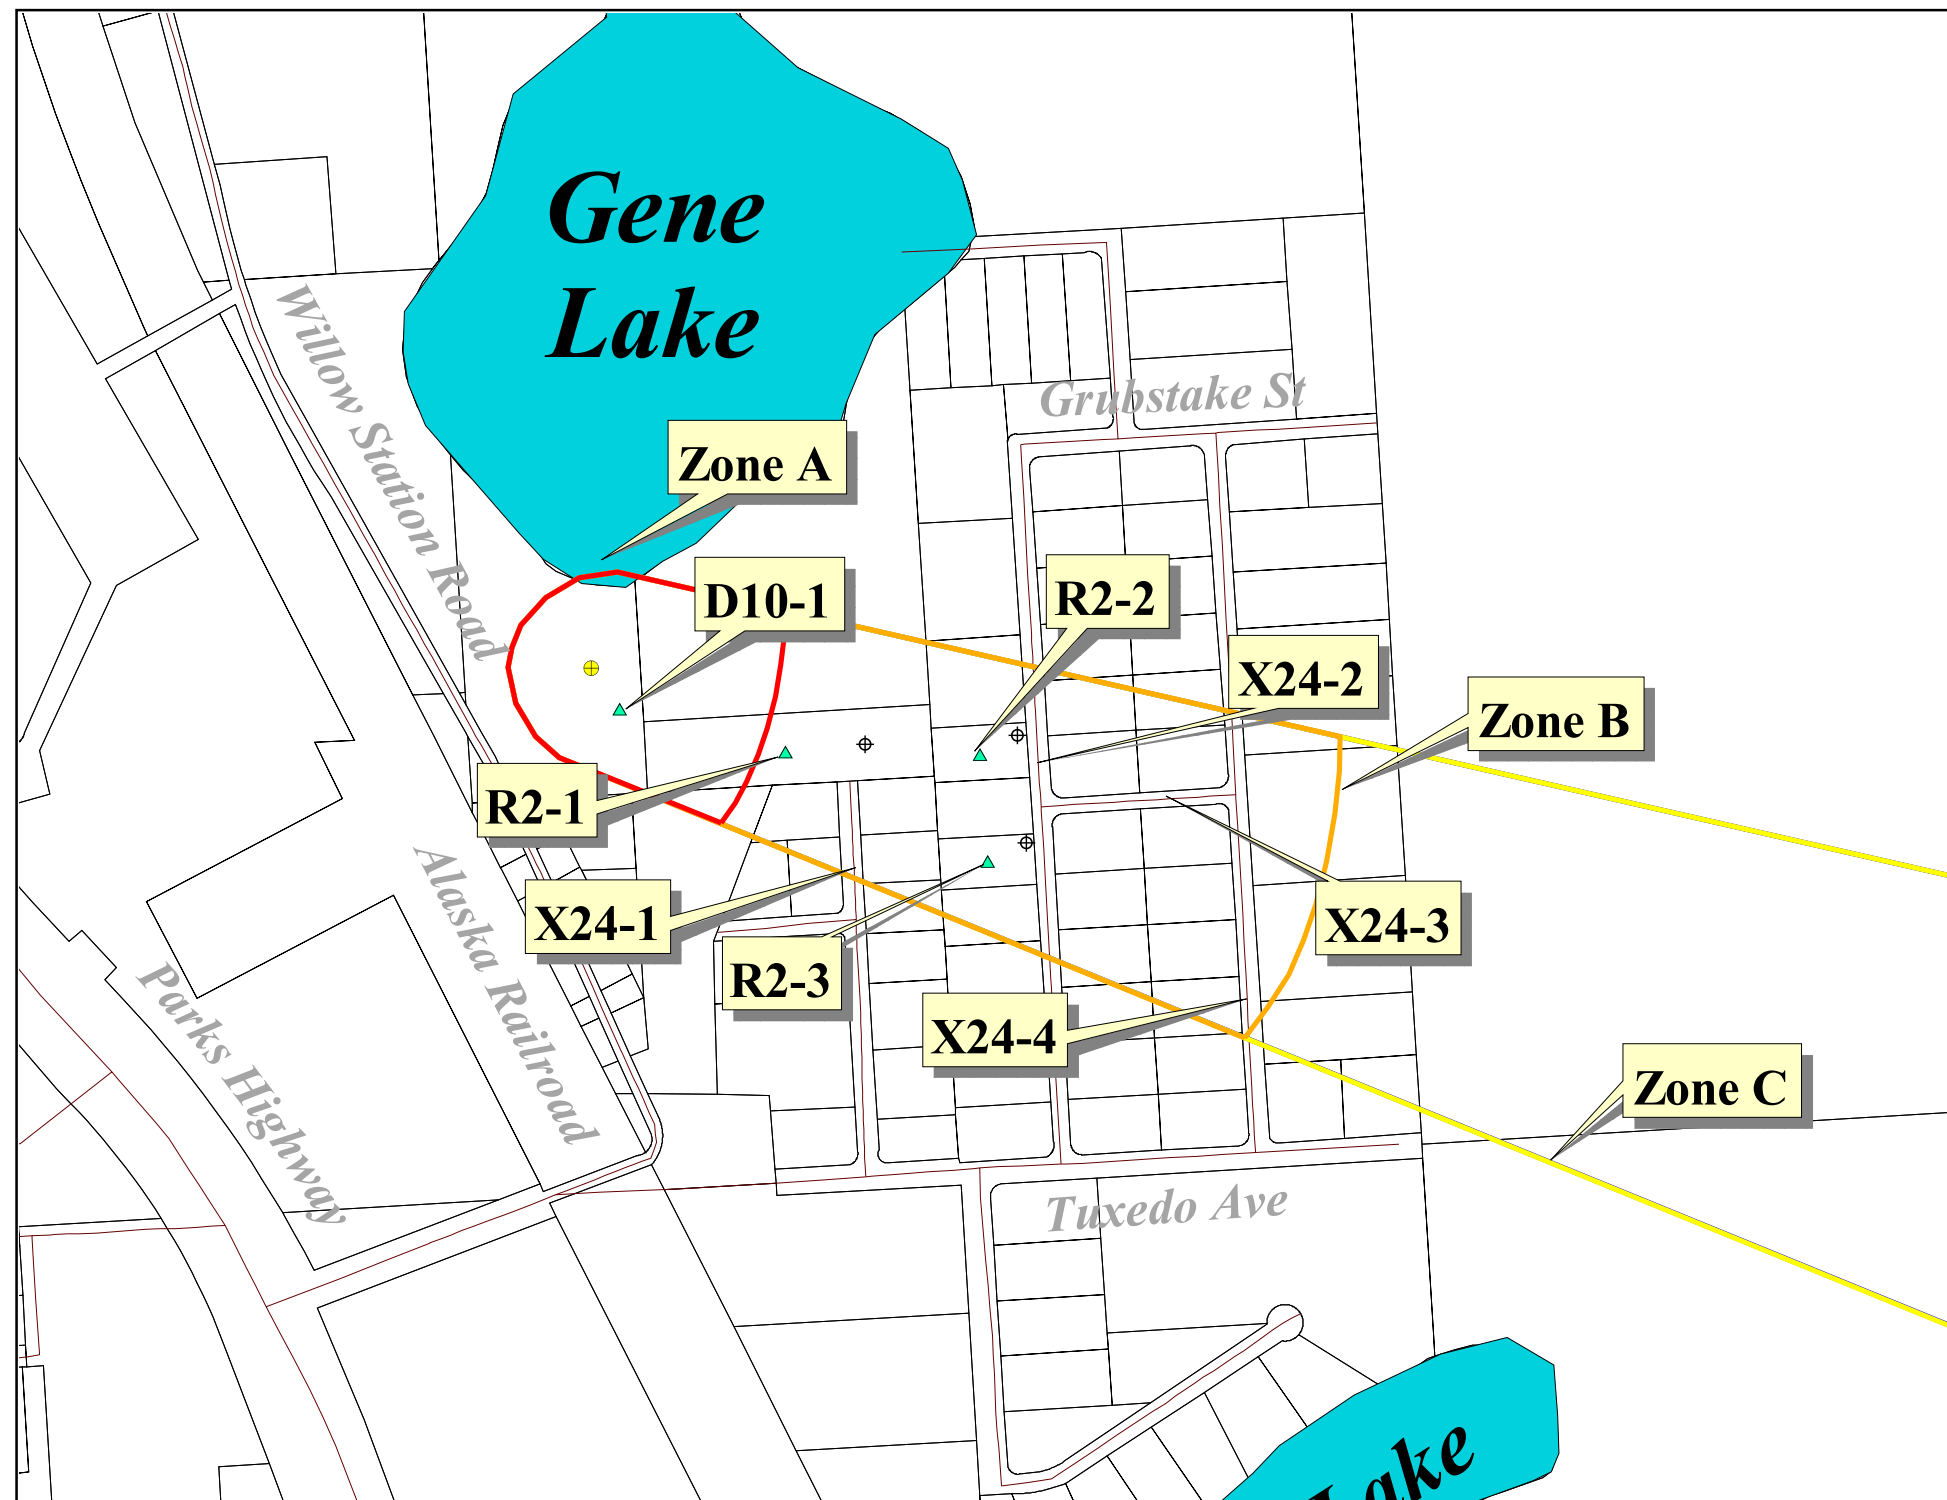 Gene
Lake
Willow Station Road
Grubstake St
Zone A
D10-1
R2-2
X24-2
Zone B
R2-1
X24-1
X24-3
R2-3
X24-4
Alaska Railroad
Parks Highway
Zone C
Tuxedo Ave
Lake